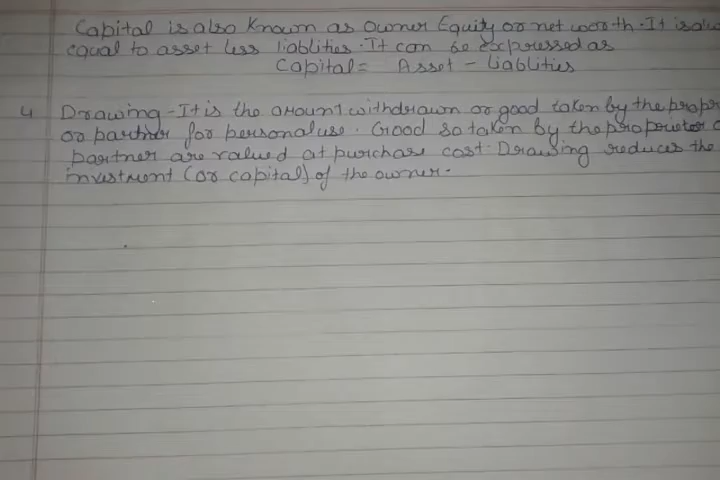 Capital is also known as owner Equity or net worth. It is
equal to asset less liablities. It can be expressed as
Capital = Asset - liablities
4 Drawing - It is the amount withdrawn or good taken by the
or partner for personal use. Good so taken by the proprietor
partner are valued at purchase cost. Drawing reduces the
investment (or capital) of the owner.